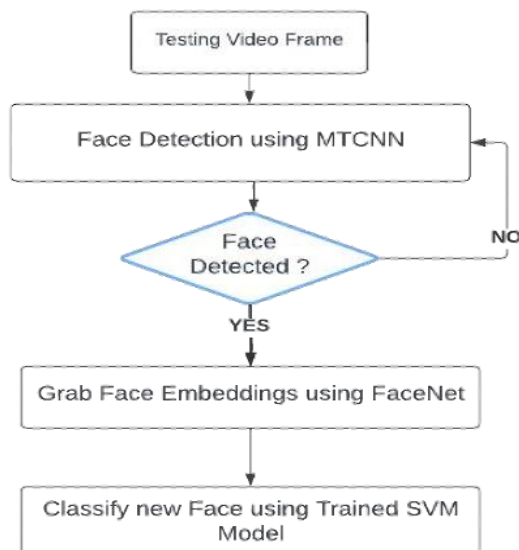 Testing Video Frame
Face Detection using MTCNN
Face
Detected ?
NO
YES
Grab Face Embeddings using FaceNet
Classify new Face using Trained SVM
Model